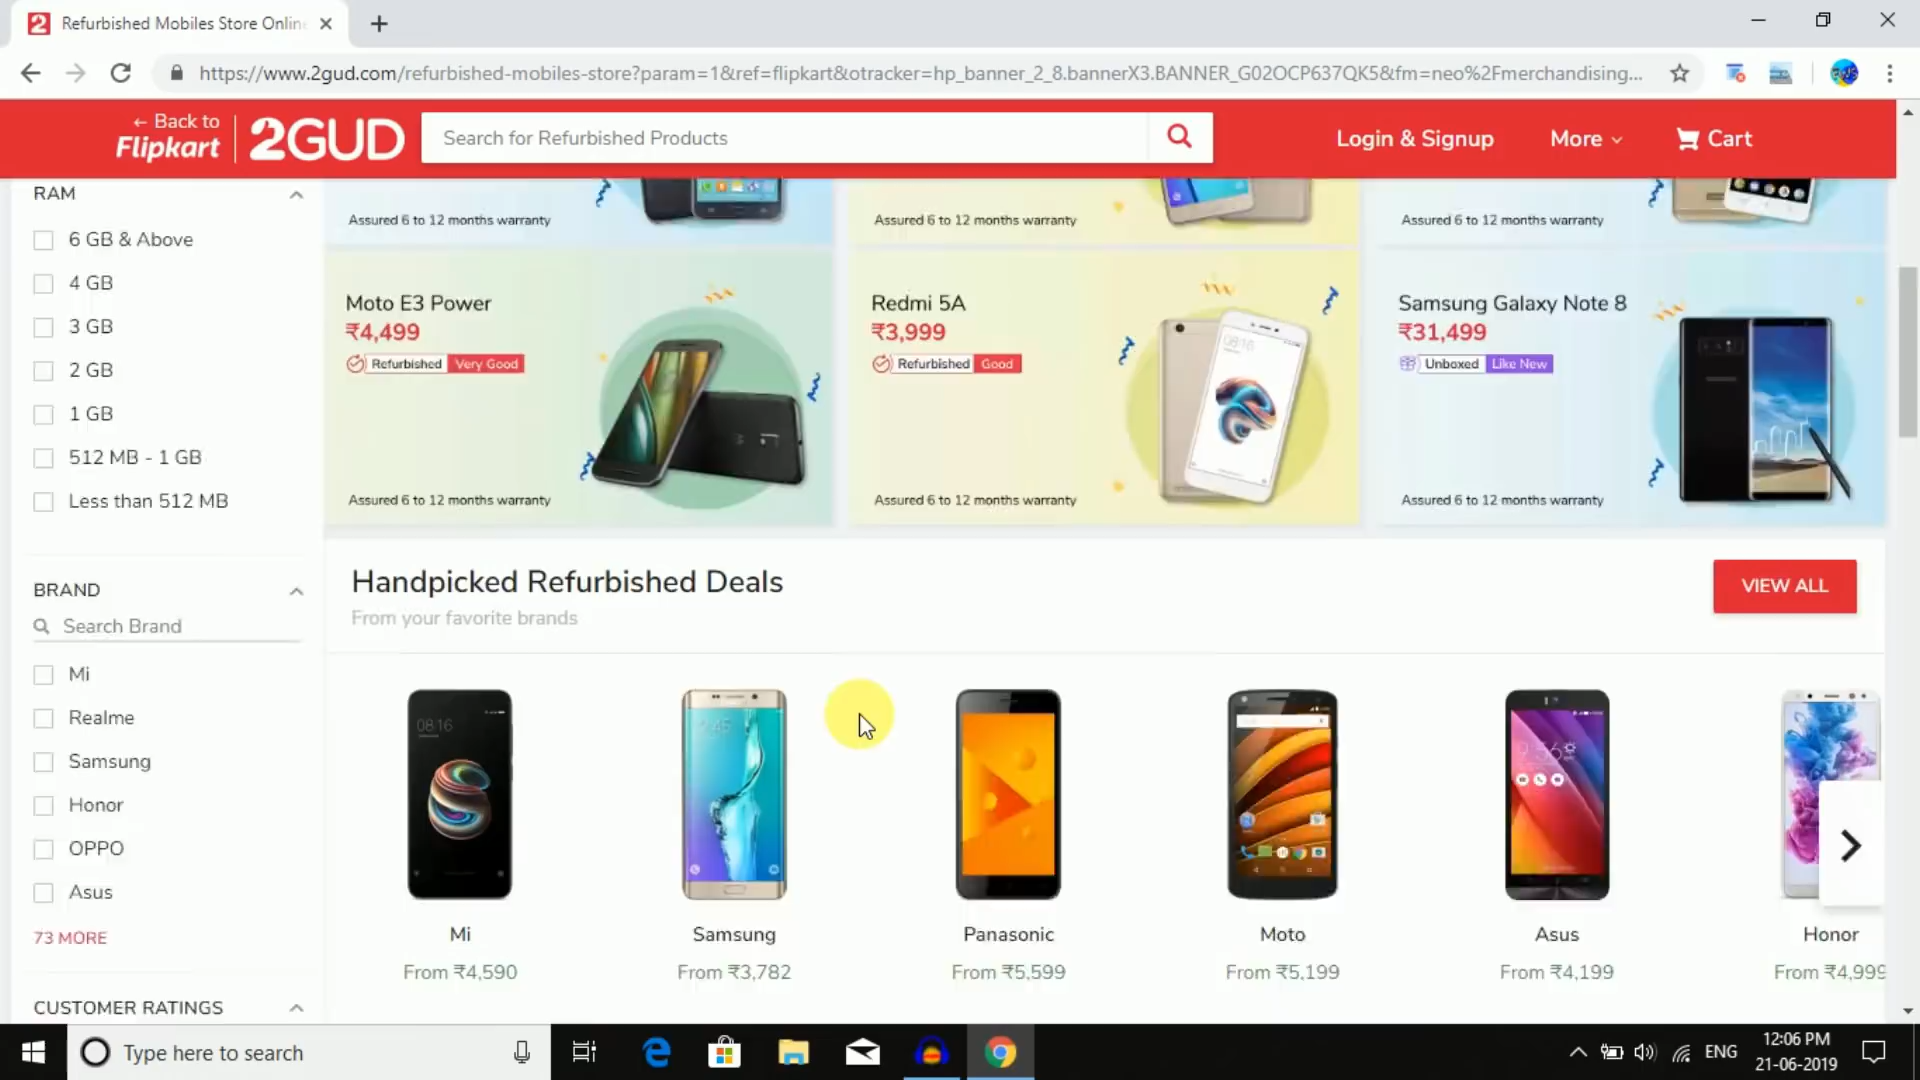 Refurbished Mobiles Store Onlin
https://www.2gud.com/refurbished-mobiles-store?param=1&ref=flipkart&otracker=hp_banner_2_8.bannerX3.BANNER_G02OCP637QK5&fm=neo%2Fmerchandising...
← Back to
Flipkart
2GUD
Search for Refurbished Products
Login & Signup
More
Cart
RAM
6 GB & Above
4 GB
3 GB
2 GB
1 GB
512 MB - 1 GB
Less than 512 MB
BRAND
Search Brand
Mi
Realme
Samsung
Honor
OPPO
Asus
73 MORE
CUSTOMER RATINGS
Assured 6 to 12 months warranty
Assured 6 to 12 months warranty
Assured 6 to 12 months warranty
Moto E3 Power
₹4,499
Refurbished Very Good
Assured 6 to 12 months warranty
Redmi 5A
₹3,999
Refurbished Good
Assured 6 to 12 months warranty
Samsung Galaxy Note 8
₹31,499
Unboxed Like New
Assured 6 to 12 months warranty
Handpicked Refurbished Deals
From your favorite brands
VIEW ALL
08:16
08:16
Mi
From ₹4,590
Samsung
From ₹3,782
Panasonic
From ₹5,599
Moto
From ₹5,199
Asus
From ₹4,199
Honor
From ₹4,999
Type here to search
ENG
12:06 PM
21-06-2019